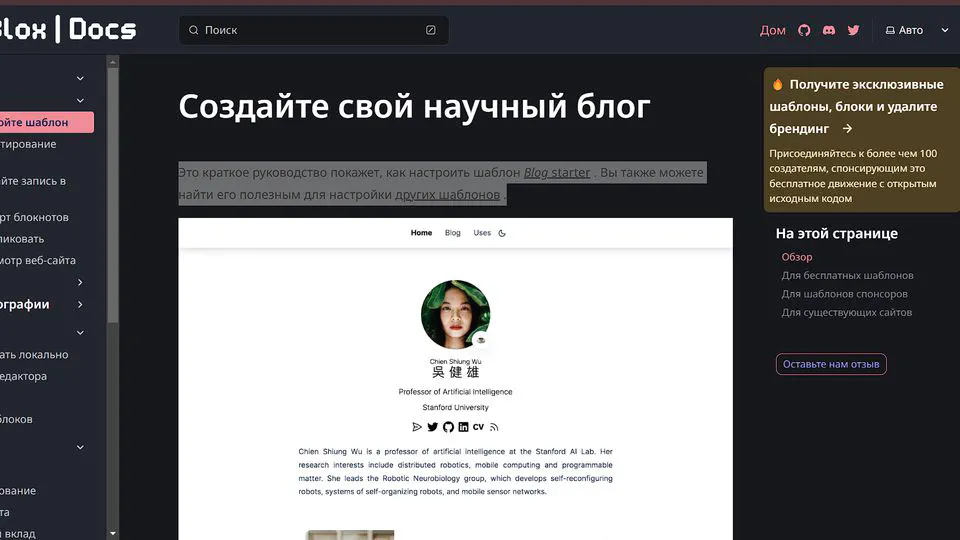 lox | Docs
Поиск
Дом
Авто
ойте шаблон
тирование
йте запись в
рт блокнотов
ликовать
мотр веб-сайта
ографии
ать локально
едактора
блоков
ование
та
й вклад
Создайте свой научный блог
Это краткое руководство покажет, как настроить шаблон Blog starter . Вы также можете
найти его полезным для настройки других шаблонов .
Home Blog Uses
Chien Shiung Wu
吳健雄
Professor of Artificial Intelligence
Stanford University
CV
Chien Shiung Wu is a professor of artificial intelligence at the Stanford AI Lab. Her
research interests include distributed robotics, mobile computing and programmable
matter. She leads the Robotic Neurobiology group, which develops self-reconfiguring
robots, systems of self-organizing robots, and mobile sensor networks.
Получите эксклюзивные
шаблоны, блоки и удалите
брендинг →
Присоединяйтесь к более чем 100
создателям, спонсирующим это
бесплатное движение с открытым
исходным кодом
На этой странице
Обзор
Для бесплатных шаблонов
Для шаблонов спонсоров
Для существующих сайтов
Оставьте нам отзыв